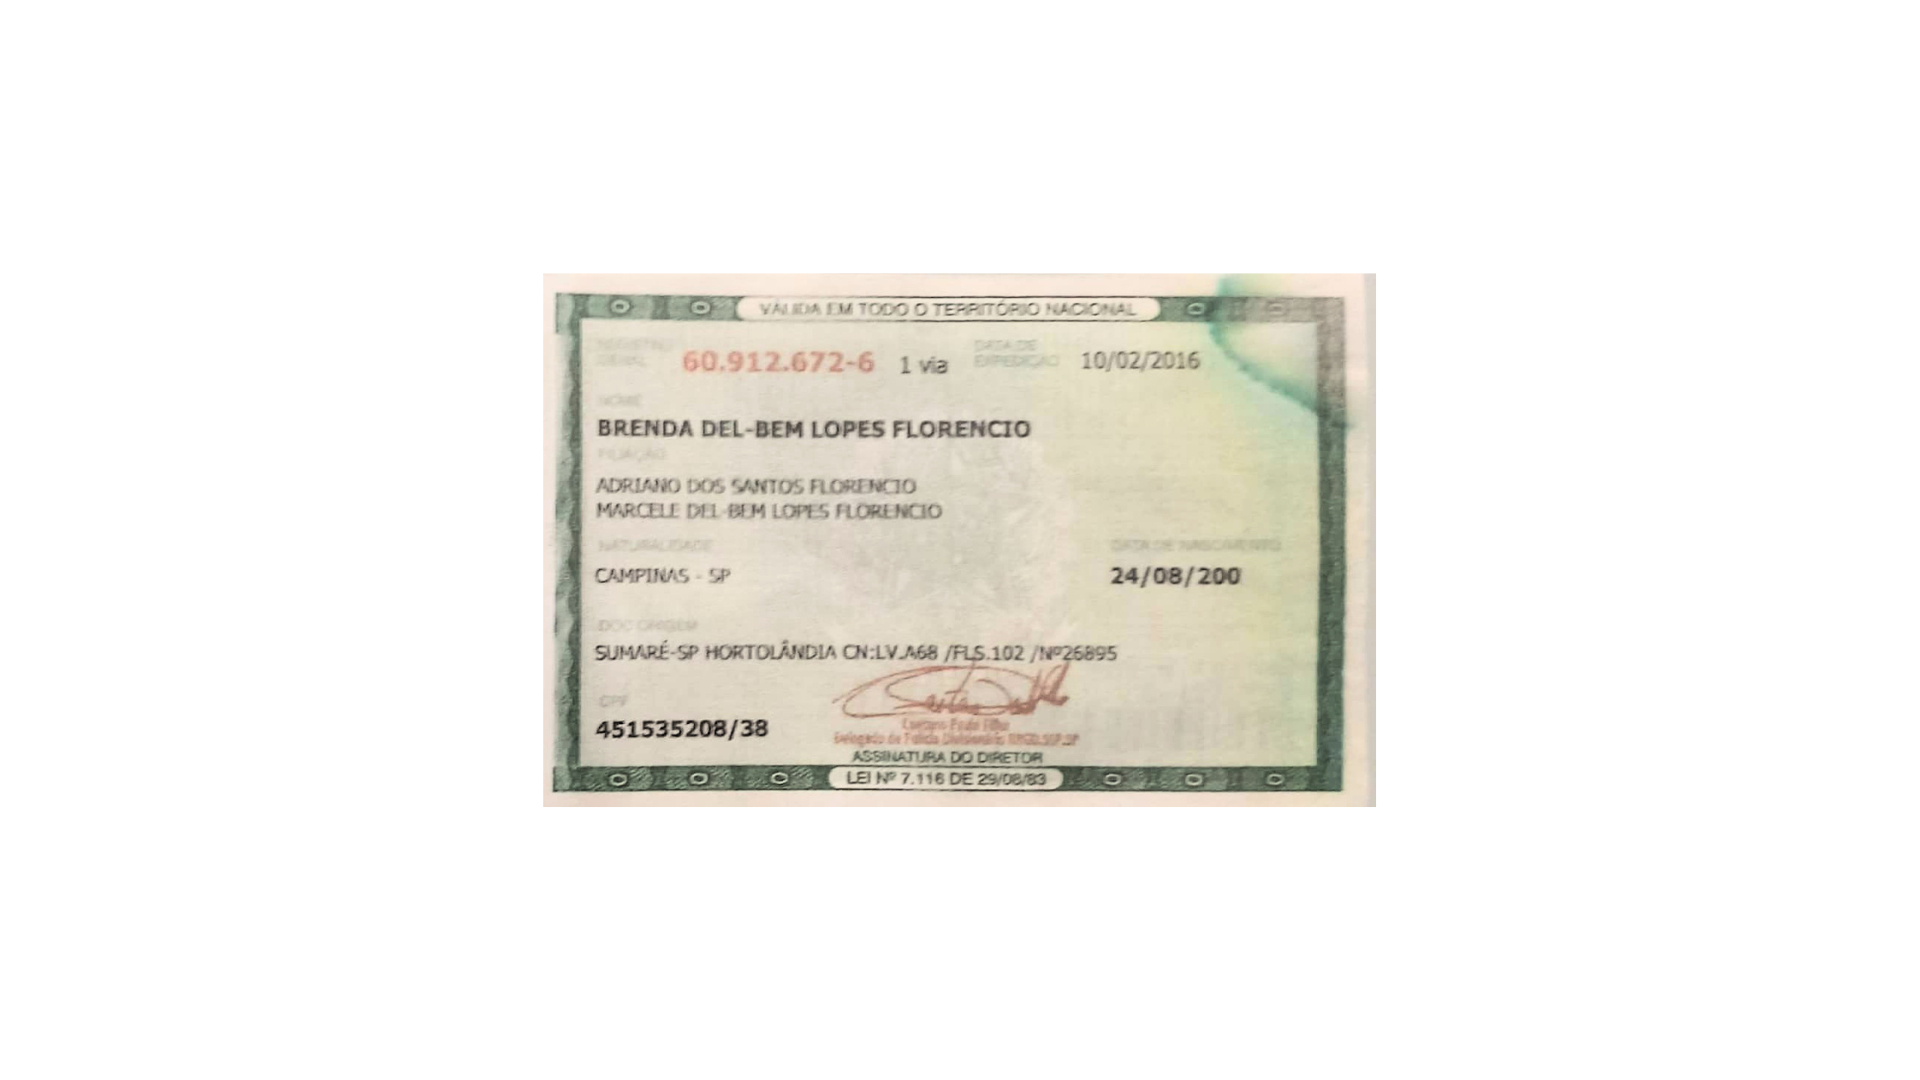 VÁLIDA EM TODO O TERRITÓRIO NACIONAL
REGISTRO GERAL 60.912.672-6 1 via DATA DE EXPEDIÇÃO 10/02/2016
NOME
BRENDA DEL-BEM LOPES FLORENCIO
FILIAÇÃO
ADRIANO DOS SANTOS FLORENCIO
MARCELE DEL-BEM LOPES FLORENCIO
NATURALIDADE DATA DE NASCIMENTO
CAMPINAS - SP 24/08/200
DOC ORIGEM
SUMARÉ-SP HORTOLÂNDIA CN:LV.A68 /FLS.102 /Nº26895
CPF
451535208/38
Delegado de Polícia
ASSINATURA DO DIRETOR
LEI Nº 7.116 DE 29/08/83